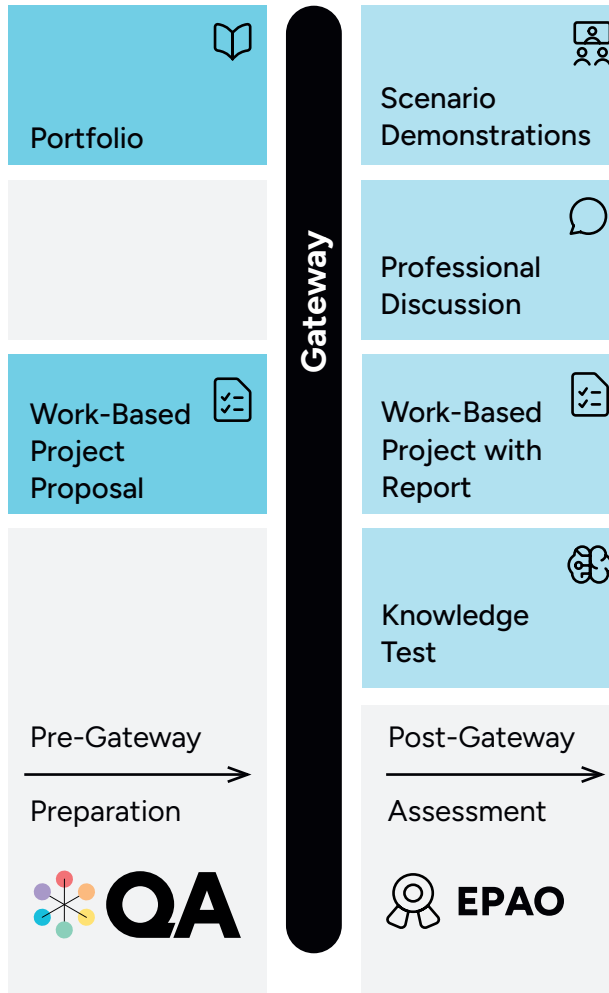 Portfolio
Work-Based
Project
Proposal
Pre-Gateway
Preparation
QA
Gateway
Scenario
Demonstrations
Professional
Discussion
Work-Based
Project with
Report
Knowledge
Test
Post-Gateway
Assessment
EPAO